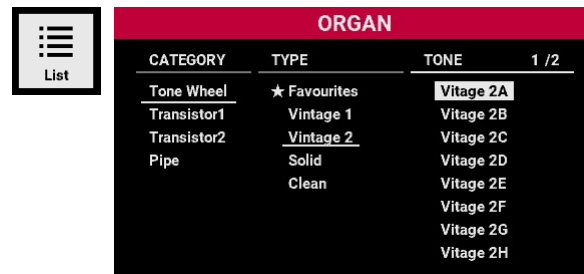 List
ORGAN
CATEGORY TYPE TONE 1 /2
Tone Wheel ★ Favourites Vitage 2A
Transistor1 Vintage 1 Vitage 2B
Transistor2 Vintage 2 Vitage 2C
Pipe Solid Vitage 2D
Clean Vitage 2E
Vitage 2F
Vitage 2G
Vitage 2H